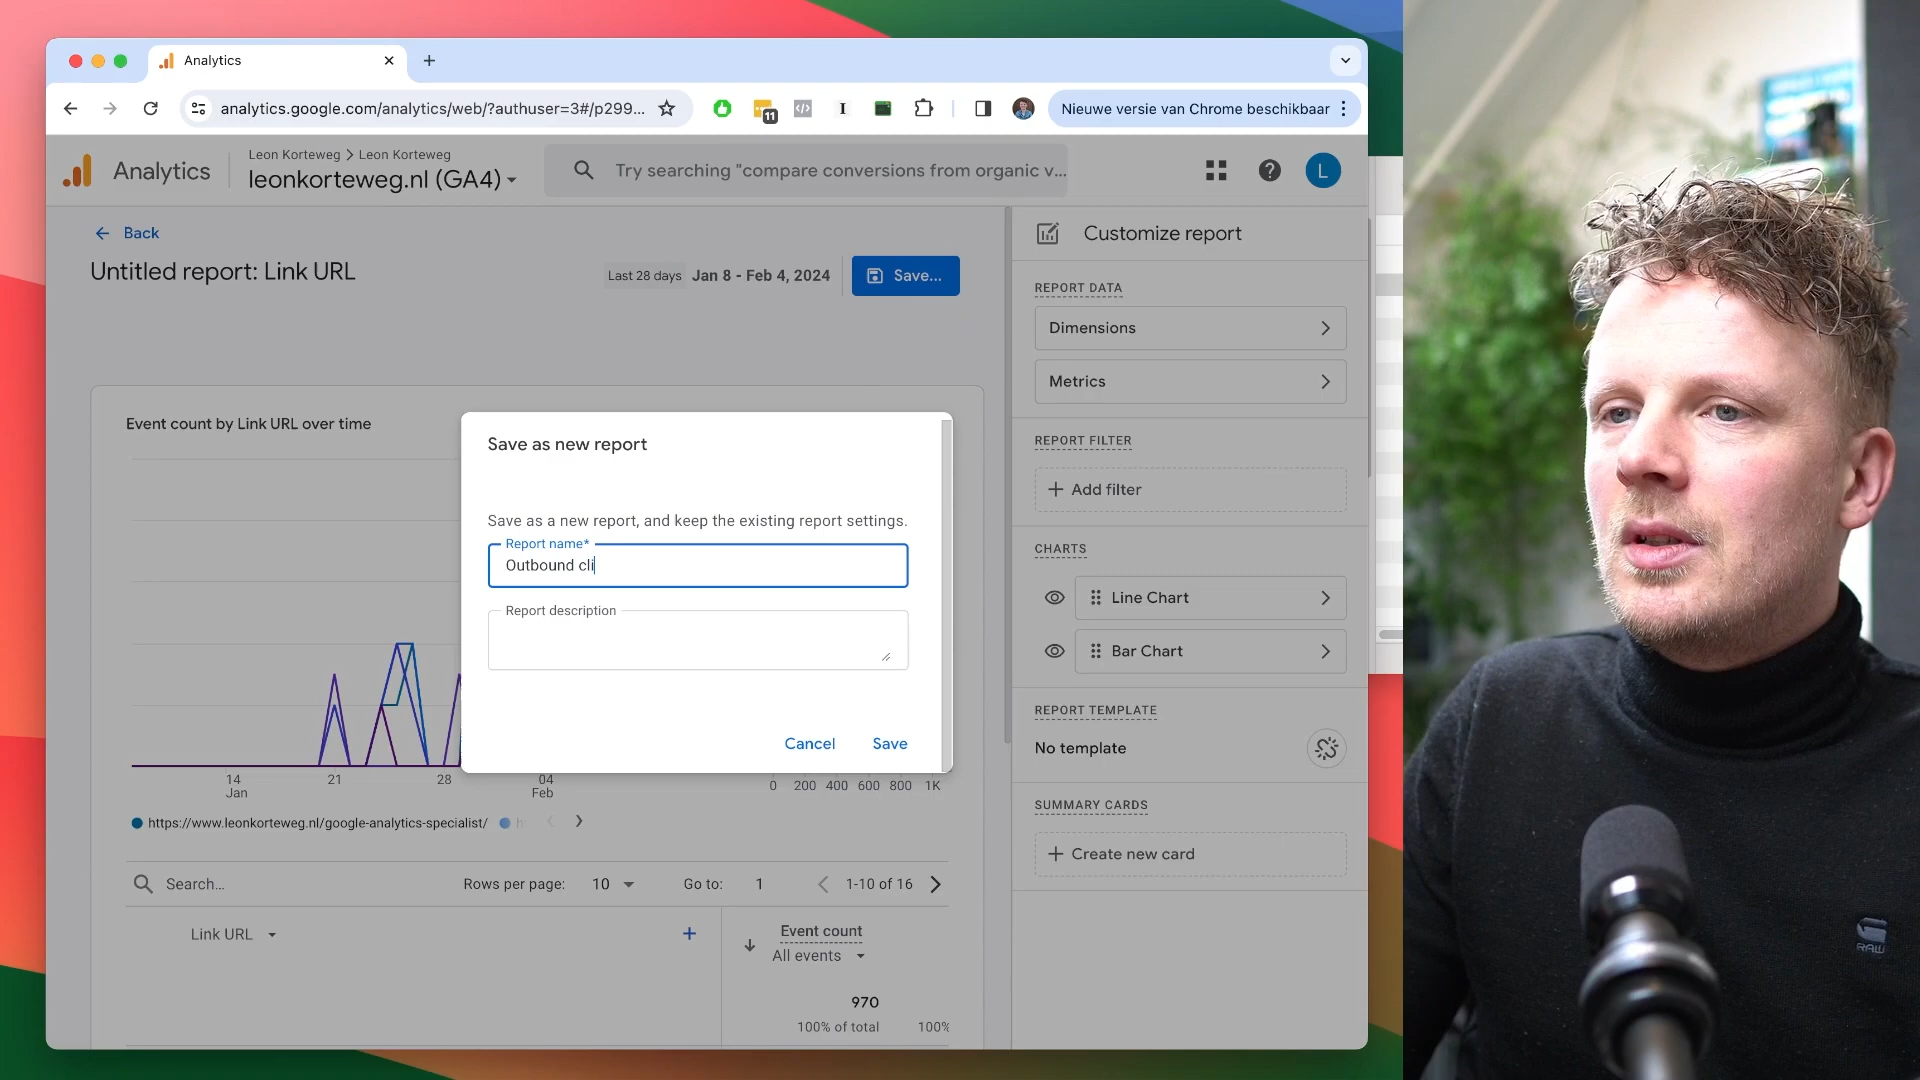 Analytics
analytics.google.com/analytics/web/?authuser=3#/p299...
11
I
Nieuwe versie van Chrome beschikbaar
Analytics
Leon Korteweg > Leon Korteweg
leonkorteweg.nl (GA4)
Try searching "compare conversions from organic v...
L
Back
Untitled report: Link URL
Last 28 days
Jan 8 - Feb 4, 2024
Save...
Customize report
REPORT DATA
Dimensions
Metrics
REPORT FILTER
Add filter
CHARTS
Line Chart
Bar Chart
REPORT TEMPLATE
No template
SUMMARY CARDS
Create new card
Event count by Link URL over time
Save as new report
Save as a new report, and keep the existing report settings.
Report name*
Outbound cli
Report description
Cancel
Save
14
Jan
21
28
04
Feb
0
200
400
600
800
1K
https://www.leonkorteweg.nl/google-analytics-specialist/
Search...
Rows per page:
10
Go to:
1
1-10 of 16
Link URL
Event count
All events
970
100% of total
100%
RAW